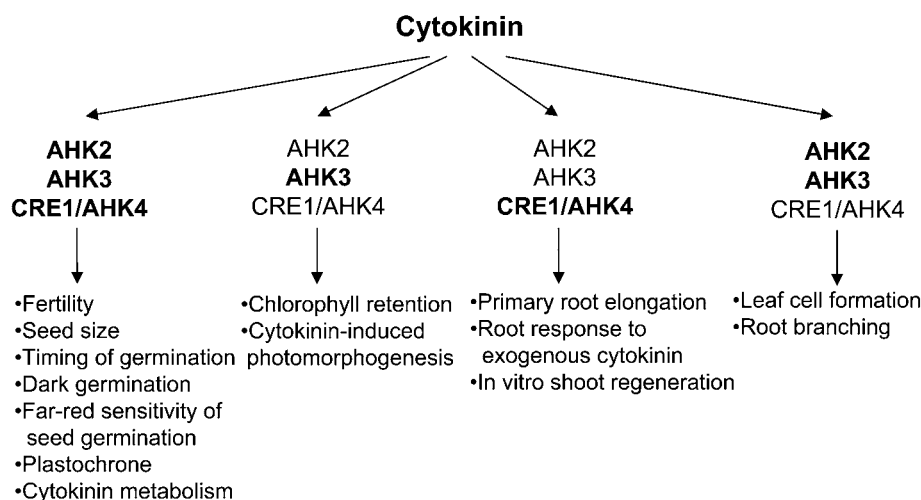 Cytokinin
AHK2
AHK3
CRE1/AHK4
•Fertility
•Seed size
•Timing of germination
•Dark germination
•Far-red sensitivity of
seed germination
•Plastochrone
•Cytokinin metabolism
AHK2
AHK3
CRE1/AHK4
•Chlorophyll retention
•Cytokinin-induced
photomorphogenesis
AHK2
AHK3
CRE1/AHK4
•Primary root elongation
•Root response to
exogenous cytokinin
•In vitro shoot regeneration
AHK2
AHK3
CRE1/AHK4
•Leaf cell formation
•Root branching